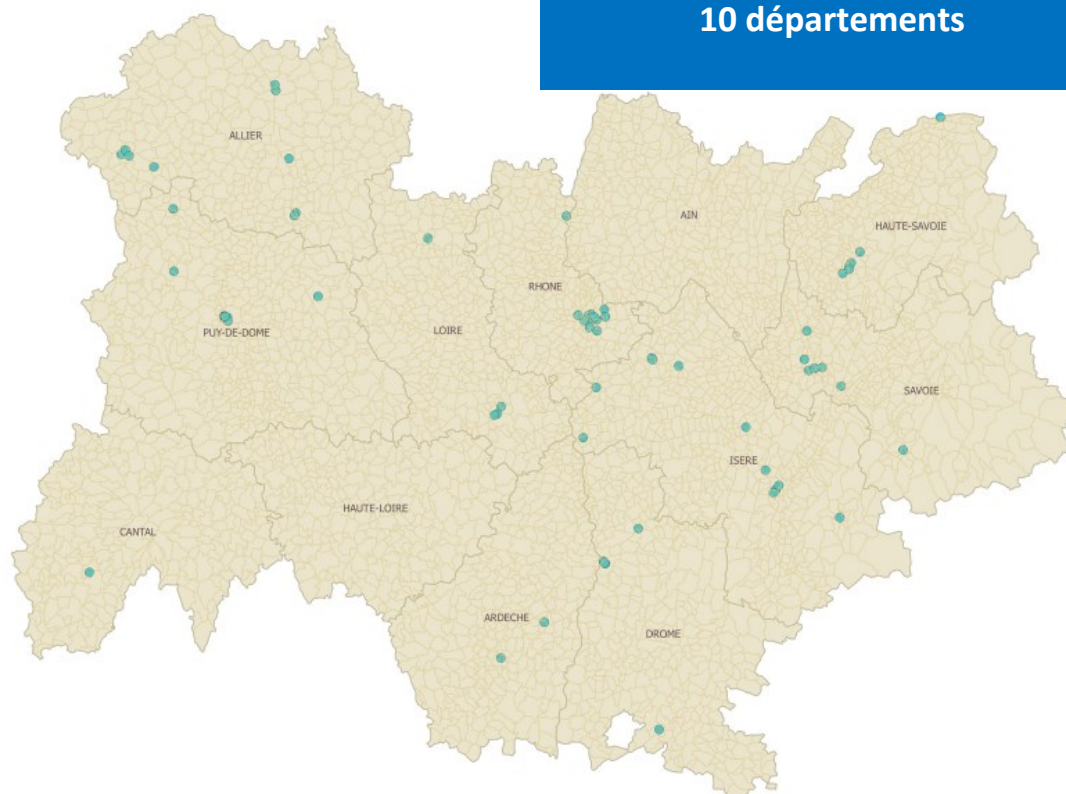 10 départements
ALLIER
AIN
HAUTE-SAVOIE
RHONE
PUY-DE-DOME
LOIRE
SAVOIE
ISERE
HAUTE-LOIRE
CANTAL
ARDECHE
DROME